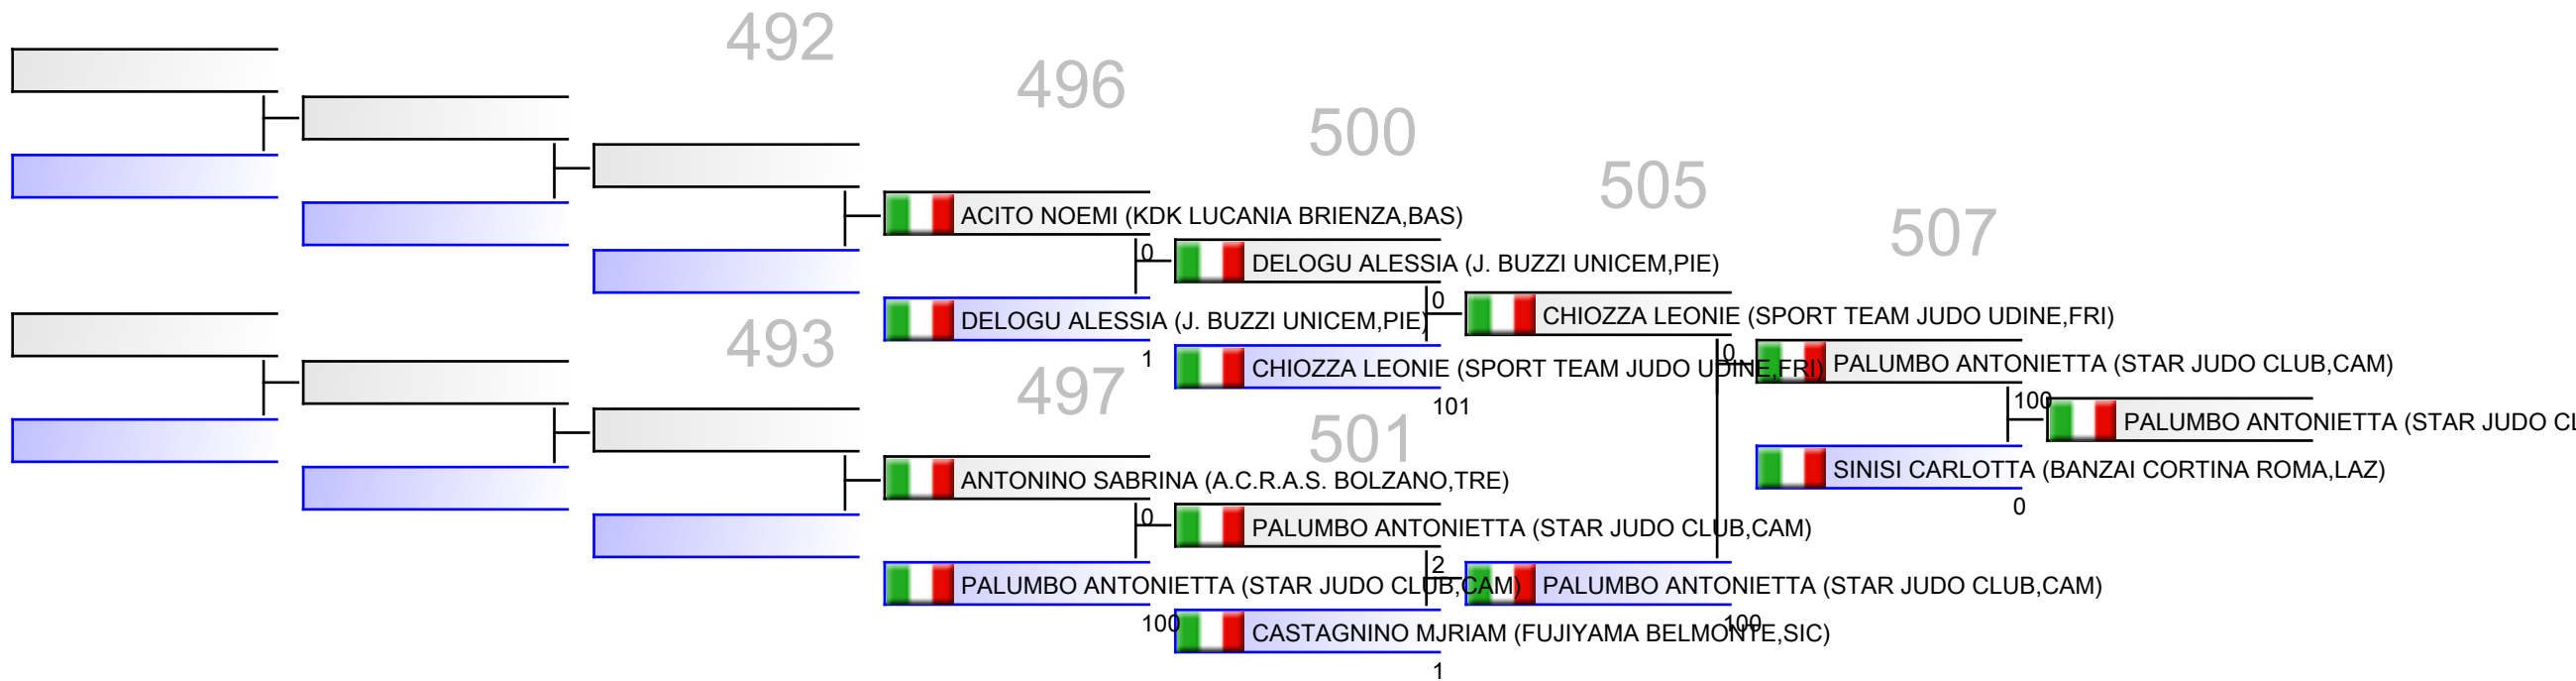 492
496
500
505
507
ACITO NOEMI (KDK LUCANIA BRIENZA,BAS)
0
DELOGU ALESSIA (J. BUZZI UNICEM,PIE)
0
CHIOZZA LEONIE (SPORT TEAM JUDO UDINE,FRI)
DELOGU ALESSIA (J. BUZZI UNICEM,PIE)
1
0
PALUMBO ANTONIETTA (STAR JUDO CLUB,CAM)
CHIOZZA LEONIE (SPORT TEAM JUDO UDINE,FRI)
101
100
PALUMBO ANTONIETTA (STAR JUDO CL
493
497
501
SINISI CARLOTTA (BANZAI CORTINA ROMA,LAZ)
0
ANTONINO SABRINA (A.C.R.A.S. BOLZANO,TRE)
0
PALUMBO ANTONIETTA (STAR JUDO CLUB,CAM)
2
PALUMBO ANTONIETTA (STAR JUDO CLUB,CAM)
100
PALUMBO ANTONIETTA (STAR JUDO CLUB,CAM)
100
CASTAGNINO MJRIAM (FUJIYAMA BELMONTE,SIC)
1